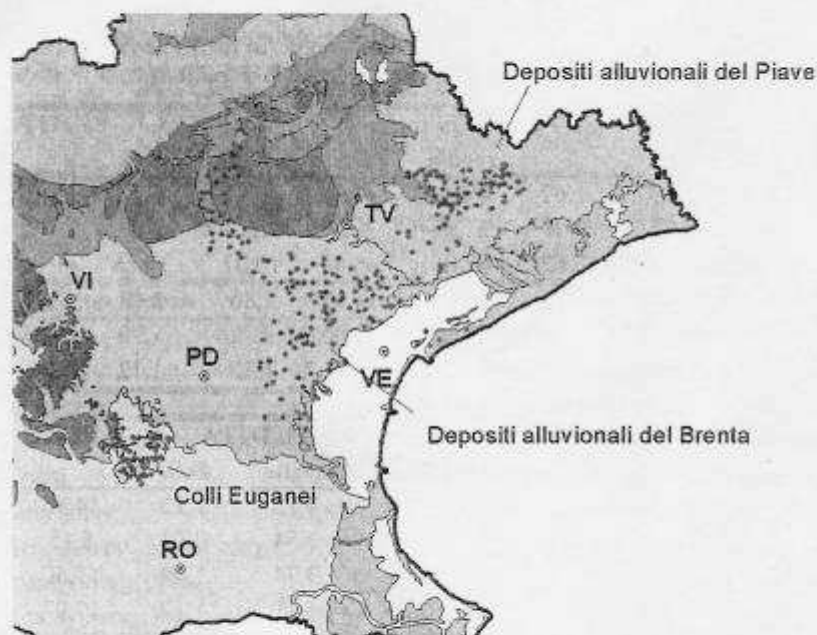 Depositi alluvionali del Piave
TV
VI
PD
VE
Depositi alluvionali del Brenta
Colli Euganei
RO